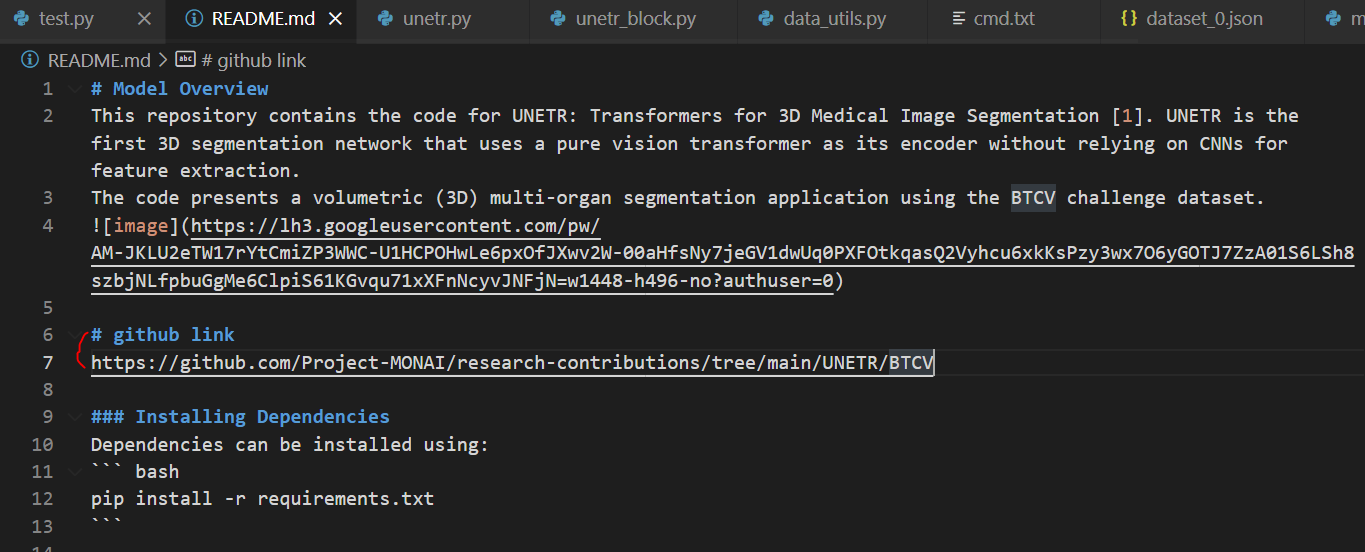 test.py
README.md
unetr.py
unetr_block.py
data_utils.py
cmd.txt
{} dataset_0.json
README.md > # github link
1 # Model Overview
2 This repository contains the code for UNETR: Transformers for 3D Medical Image Segmentation [1]. UNETR is the
first 3D segmentation network that uses a pure vision transformer as its encoder without relying on CNNs for
feature extraction.
3 The code presents a volumetric (3D) multi-organ segmentation application using the BTCV challenge dataset.
4 ![image](https://lh3.googleusercontent.com/pw/
AM-JKLU2eTW17rYtCmiZP3WWC-U1HCPOHwLe6pxOfJXwv2W-00aHfsNy7jeGV1dwUq0PXFOtkqasQ2Vyhcu6xkKsPzy3wx7O6yGOTJ7ZzA01S6LSh8
szbjNLfpbuGgMe6ClpiS61KGvqu71xXFnNcyvJNFjN=w1448-h496-no?authuser=0)
5
6 # github link
7 https://github.com/Project-MONAI/research-contributions/tree/main/UNETR/BTCV
8
9 ### Installing Dependencies
10 Dependencies can be installed using:
11 ``` bash
12 pip install -r requirements.txt
13 ```